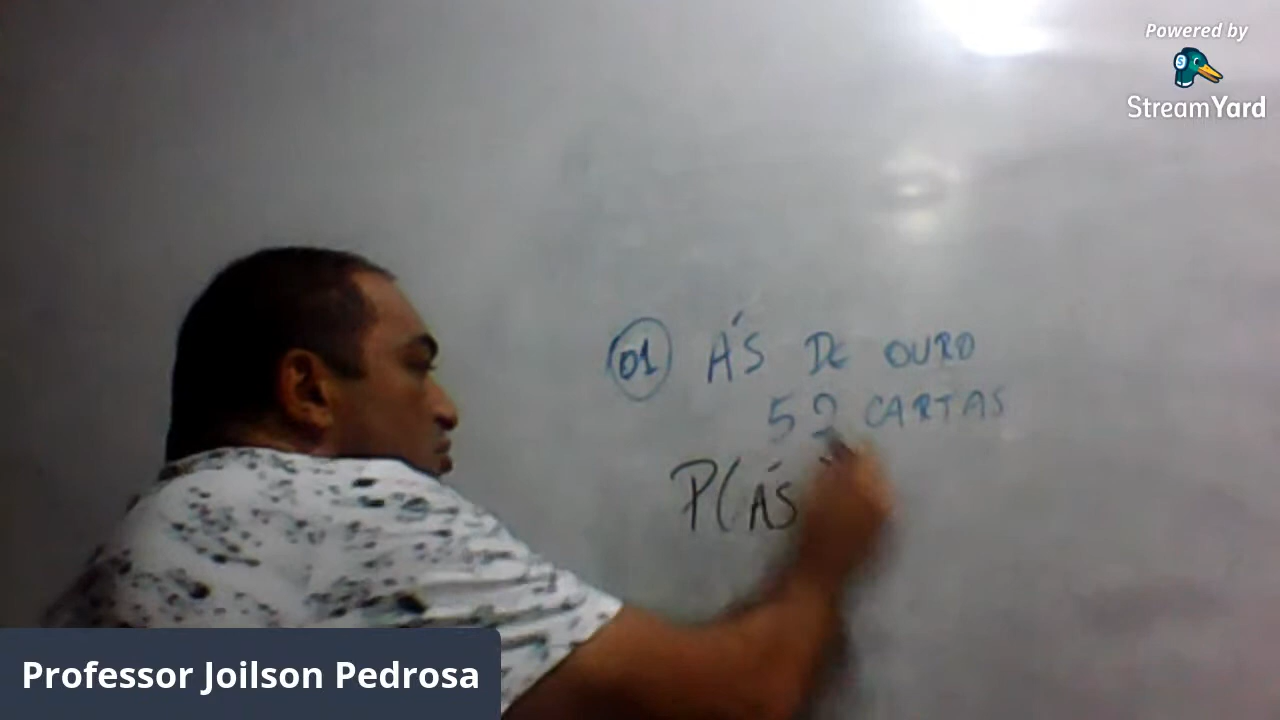 Powered by
StreamYard
01 ÁS DE OURO
52 CARTAS
P(ÁS
Professor Joilson Pedrosa